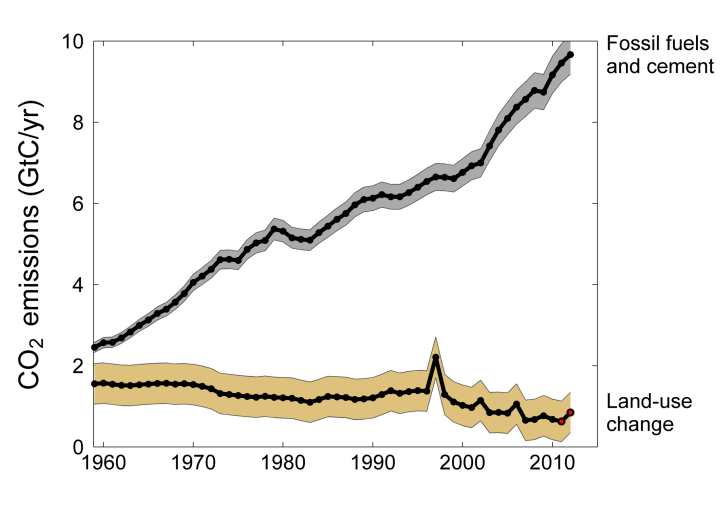 10
8
6
4
2
0
CO2 emissions (GtC/yr)
1960 1970 1980 1990 2000 2010
Fossil fuels
and cement
Land-use
change